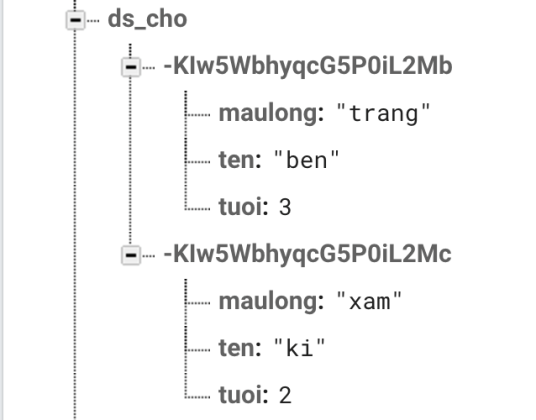 ds_cho
-KIw5WbhyqcG5P0iL2Mb
maulong: "trang"
ten: "ben"
tuoi: 3
-KIw5WbhyqcG5P0iL2Mc
maulong: "xam"
ten: "ki"
tuoi: 2